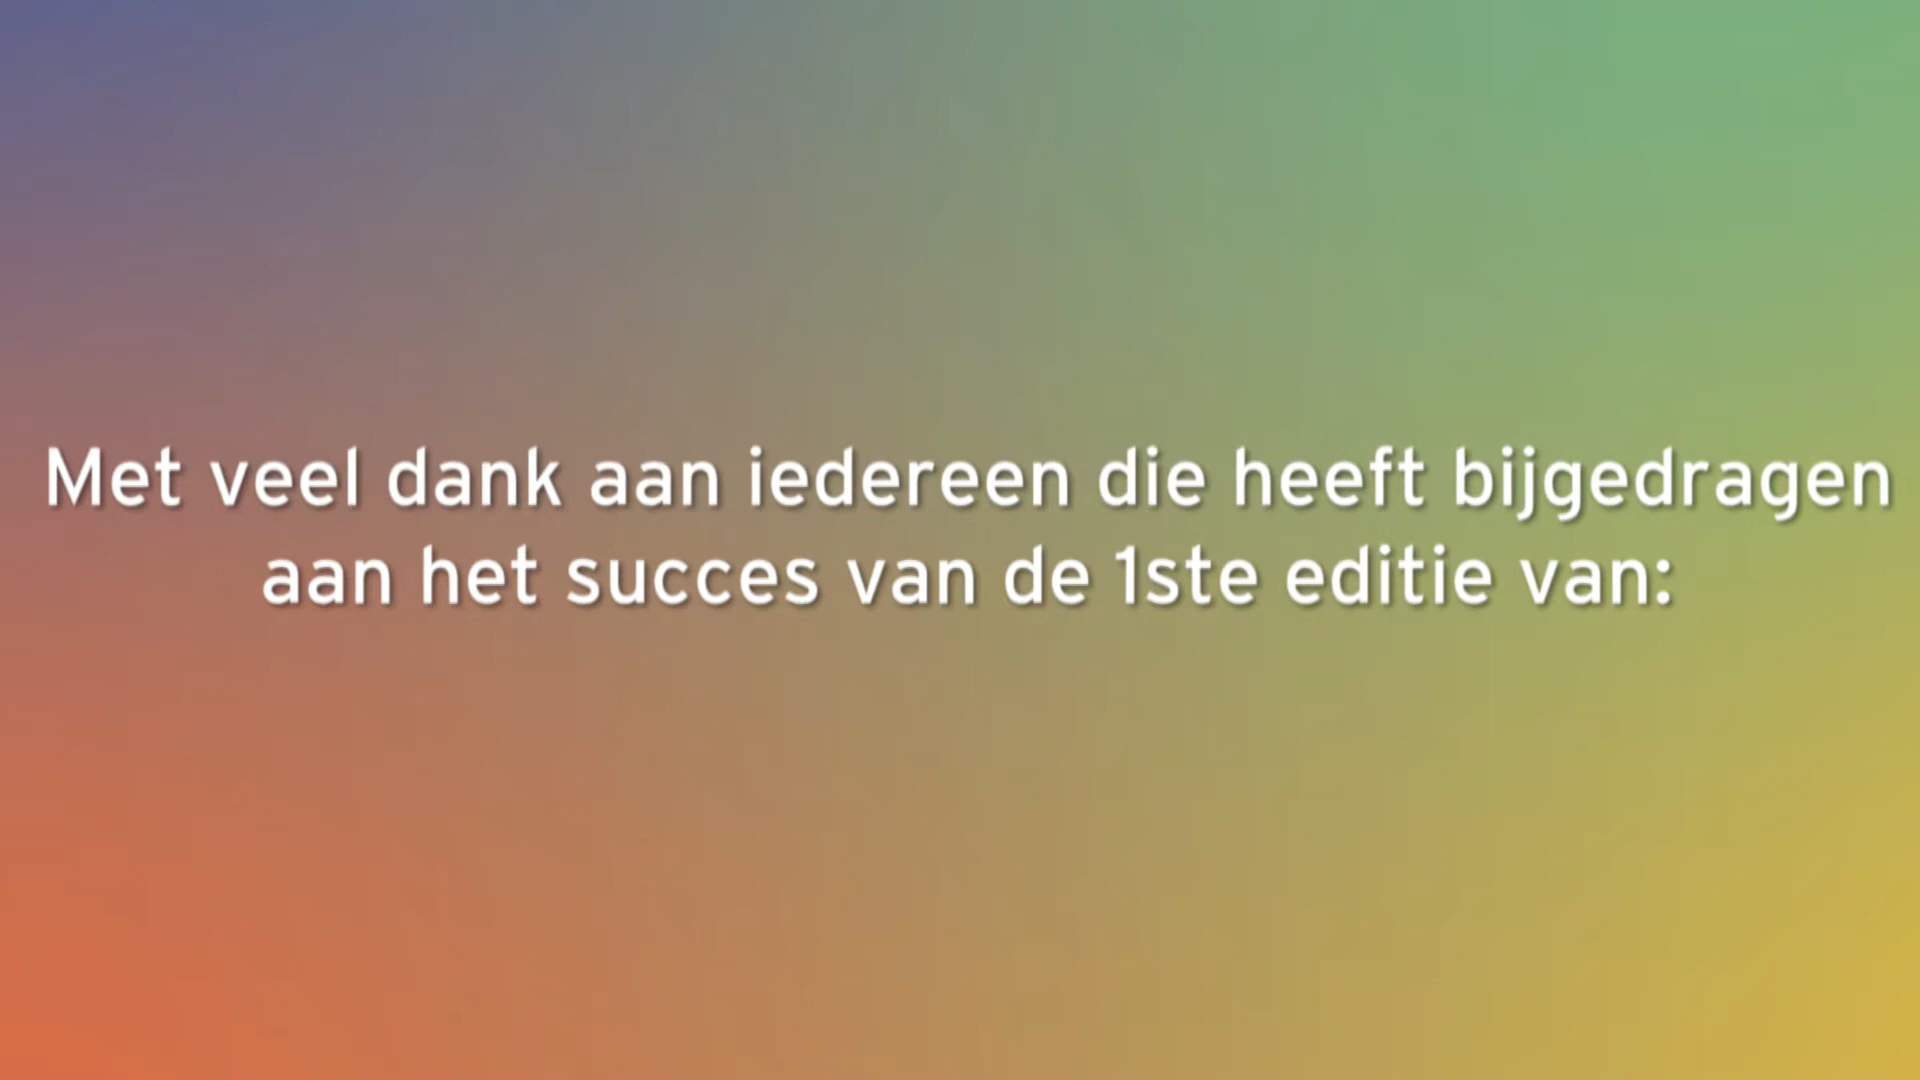 Met veel dank aan iedereen die heeft bijgedragen
aan het succes van de 1ste editie van: